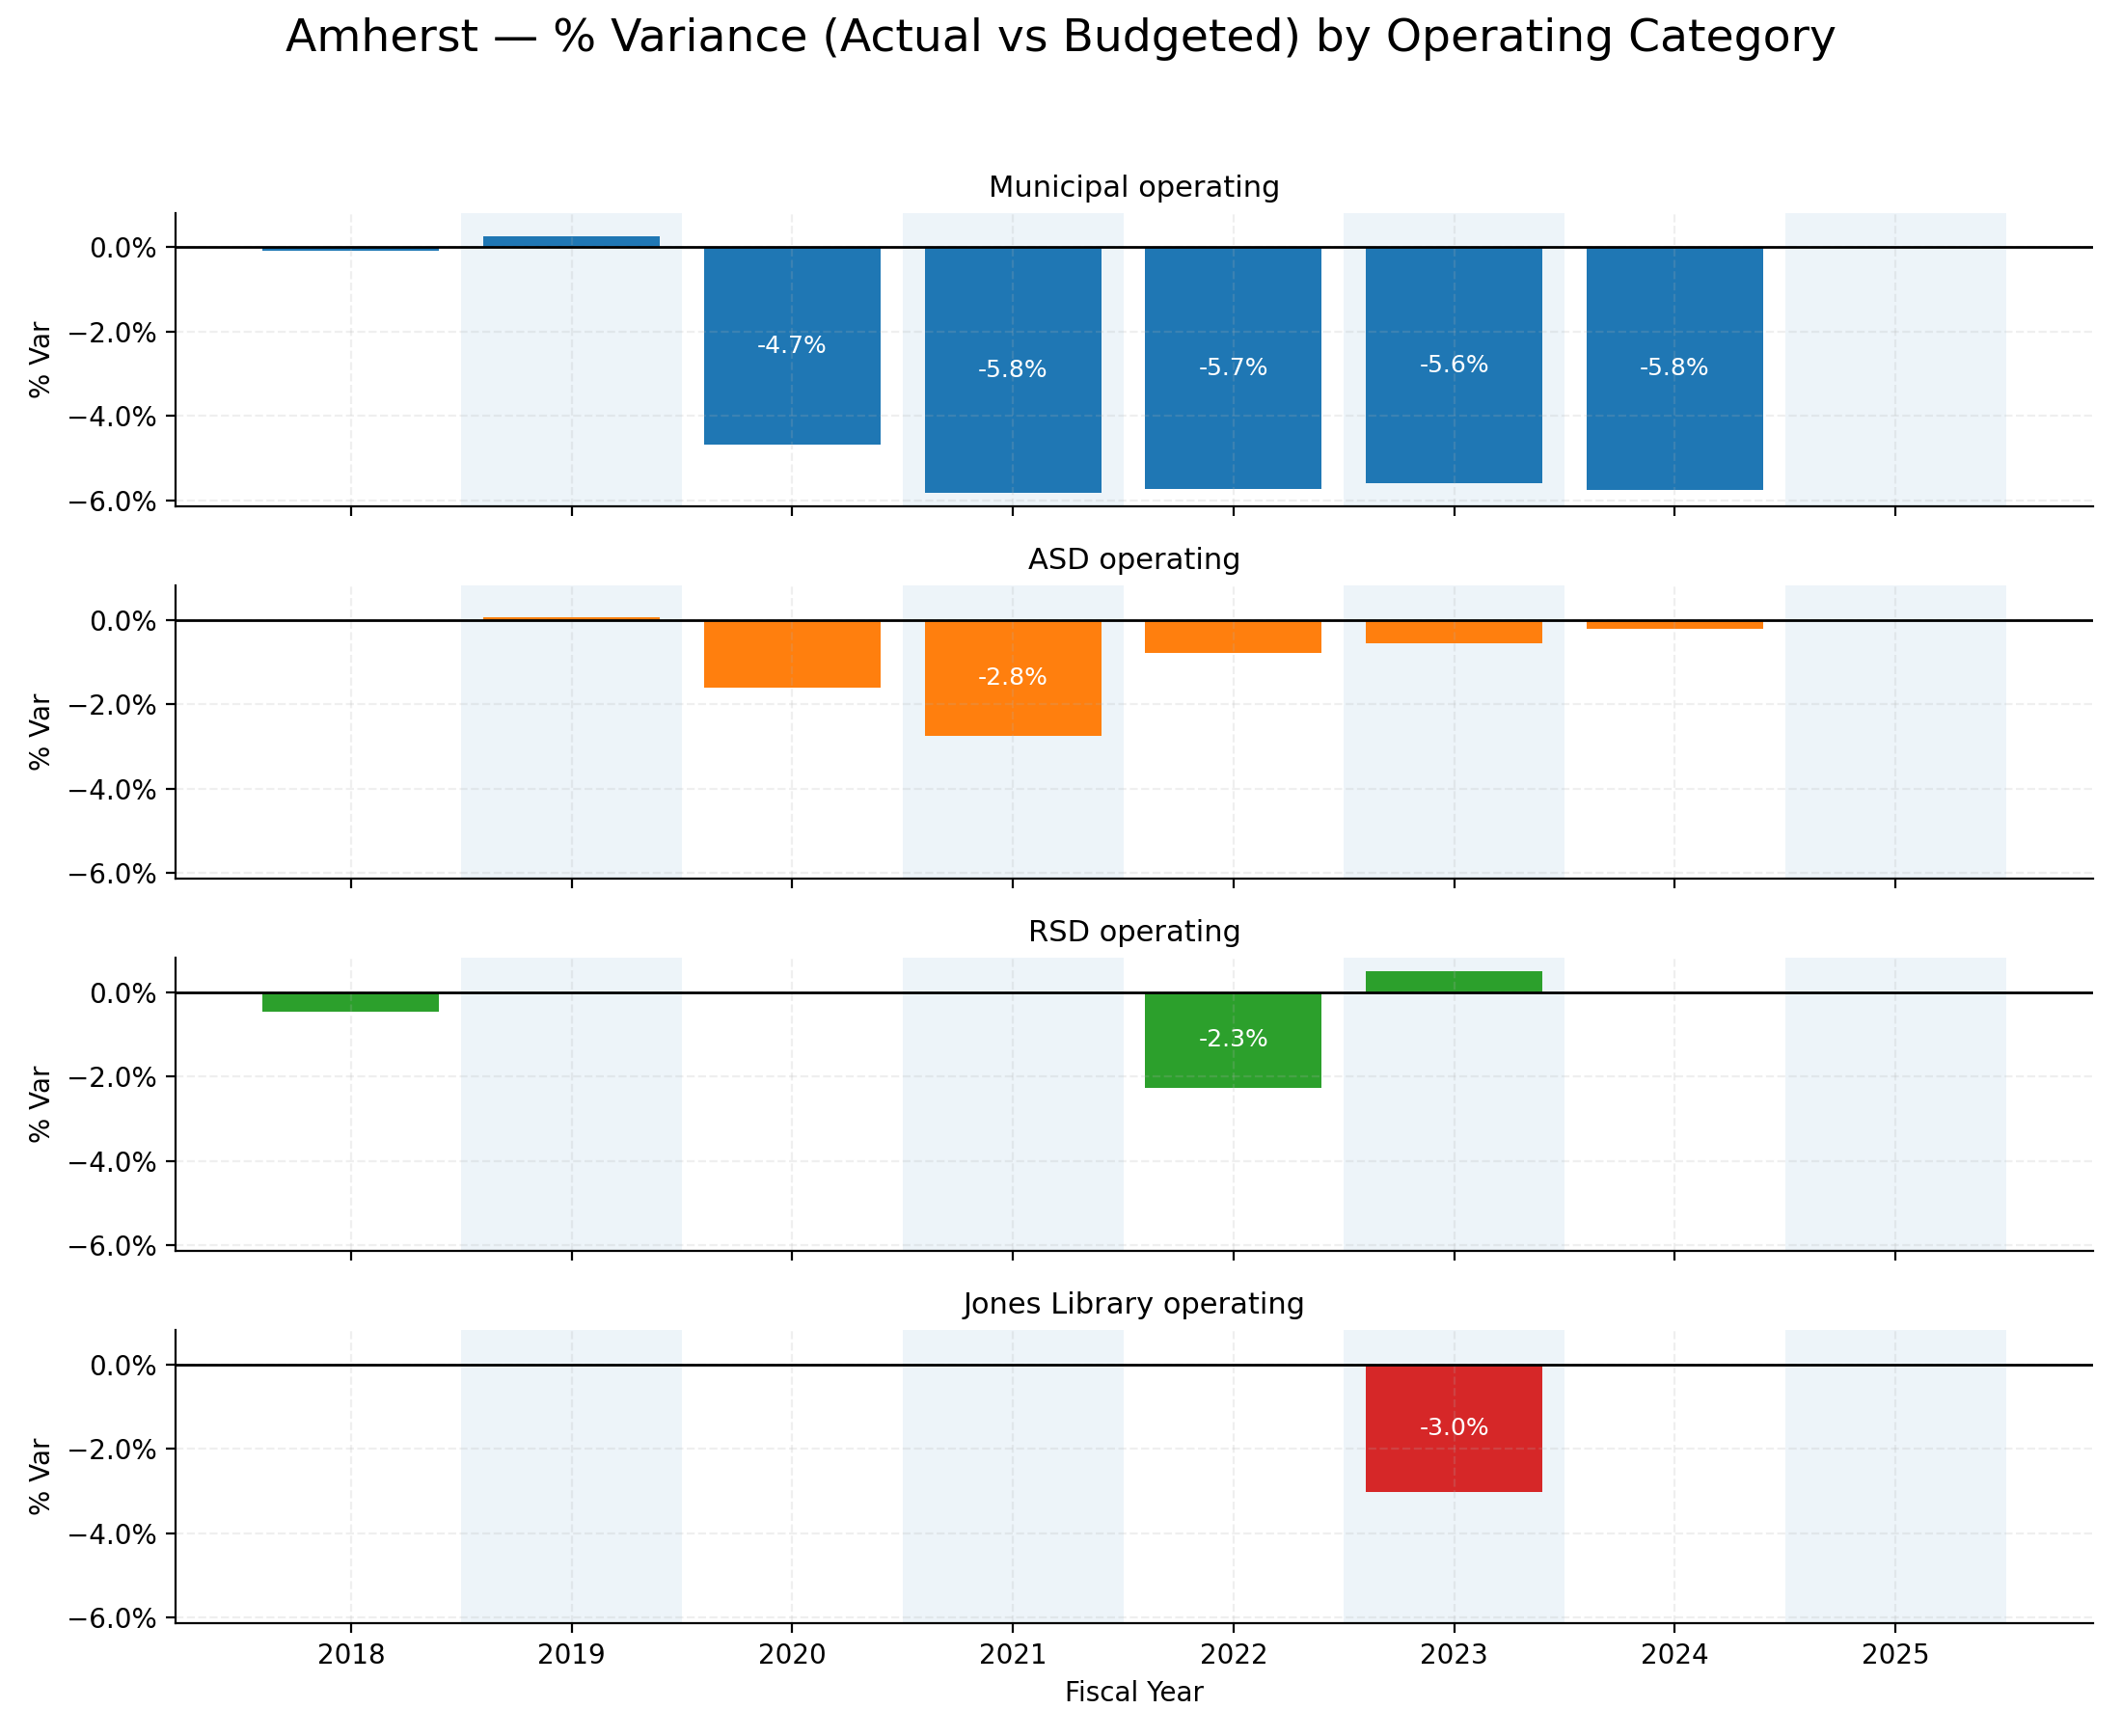 Amherst — % Variance (Actual vs Budgeted) by Operating Category
Municipal operating
% Var
0.0%
−2.0%
−4.0%
−6.0%
-4.7%
-5.8%
-5.7%
-5.6%
-5.8%
ASD operating
% Var
0.0%
−2.0%
−4.0%
−6.0%
-2.8%
RSD operating
% Var
0.0%
−2.0%
−4.0%
−6.0%
-2.3%
Jones Library operating
% Var
0.0%
−2.0%
−4.0%
−6.0%
-3.0%
2018 2019 2020 2021 2022 2023 2024 2025
Fiscal Year